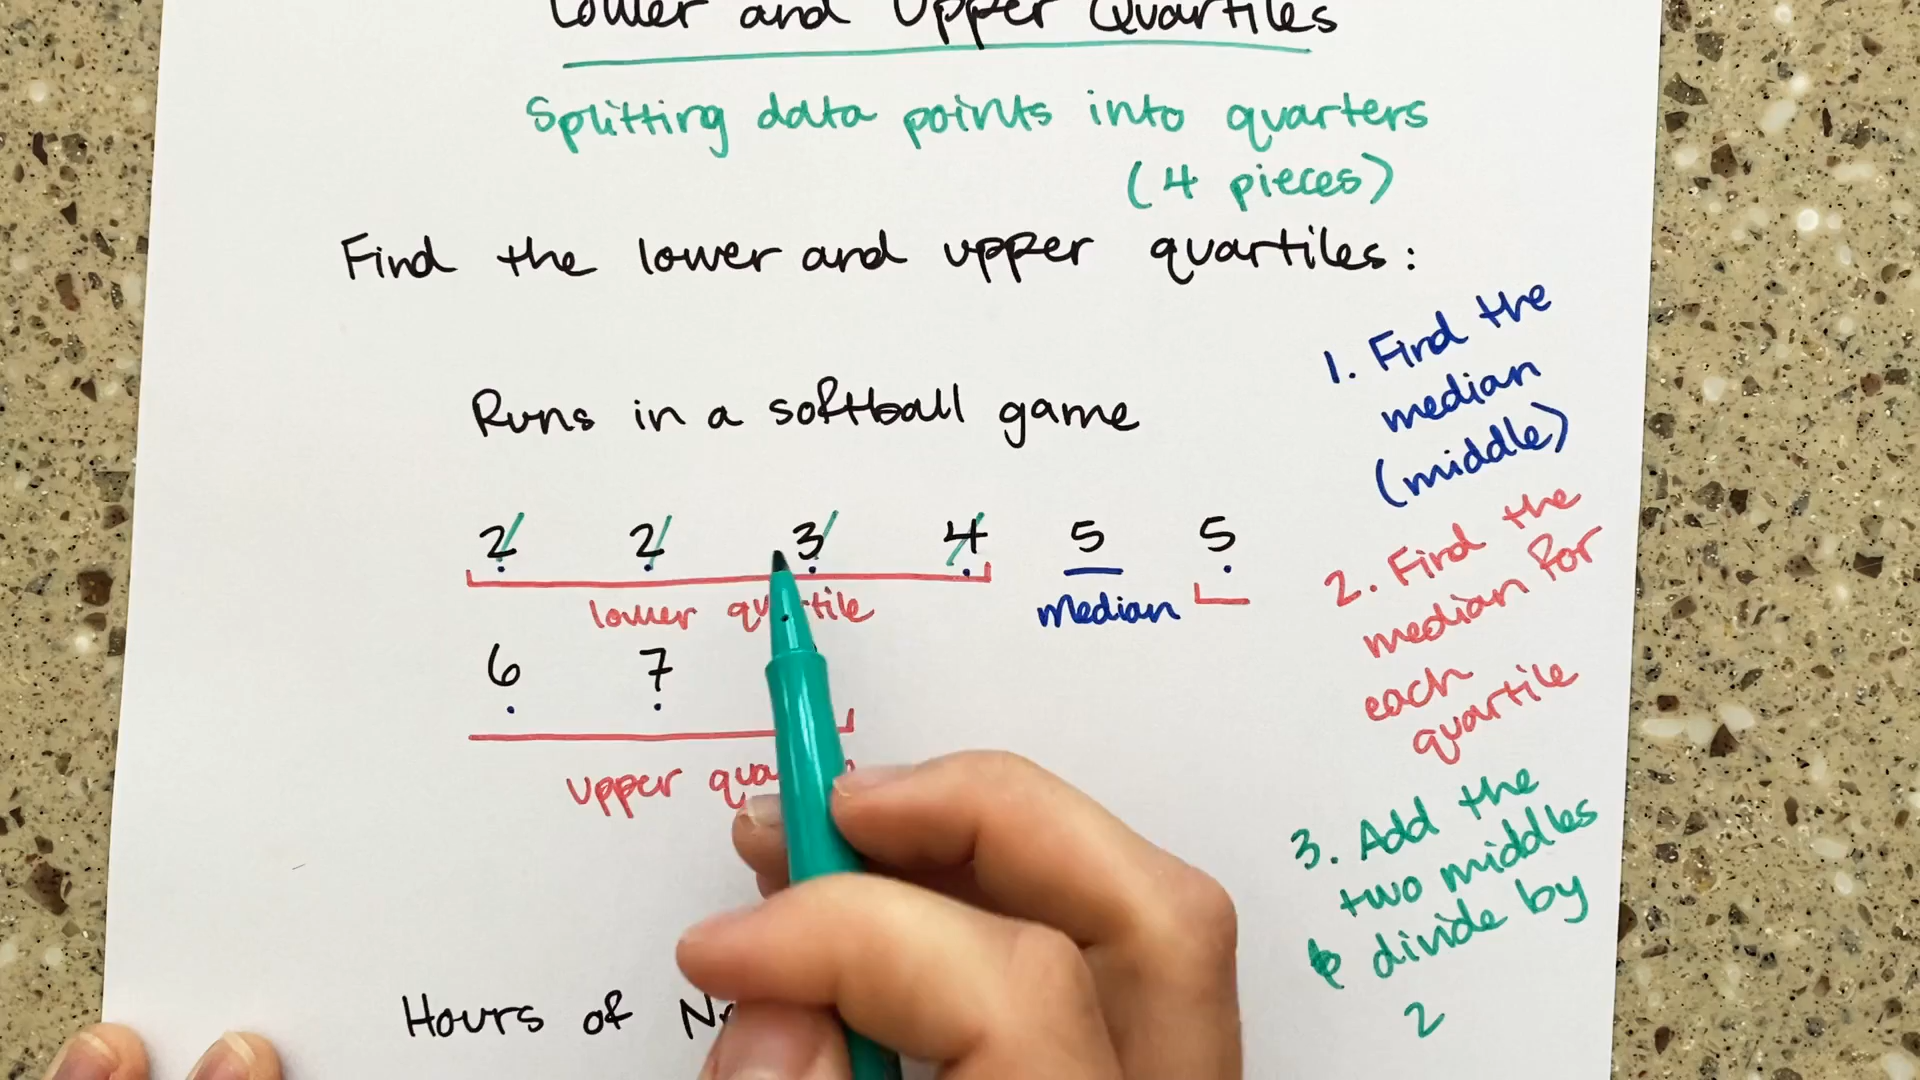 Lower and Upper Quartiles
Splitting data points into quarters
(4 pieces)
Find the lower and upper quartiles:
Runs in a softball game
2 2 3 4 5 5
lower median
6 7
upper
1. Find the
median
(middle)
2. Find the
median for
each
quartile
3. Add the
two middles
& divide by
2
Hours of